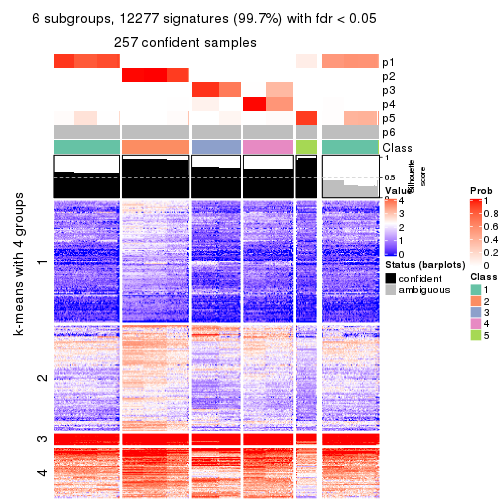 6 subgroups, 12277 signatures (99.7%) with fdr < 0.05
257 confident samples
p1
p2
p3
p4
p5
p6
Class
1
0.5
0
Silhouette
score
k-means with 4 groups
1
2
3
4
Value
4
3
2
1
0
Status (barplots)
confident
ambiguous
Prob
1
0.8
0.6
0.4
0.2
0
Class
1
2
3
4
5